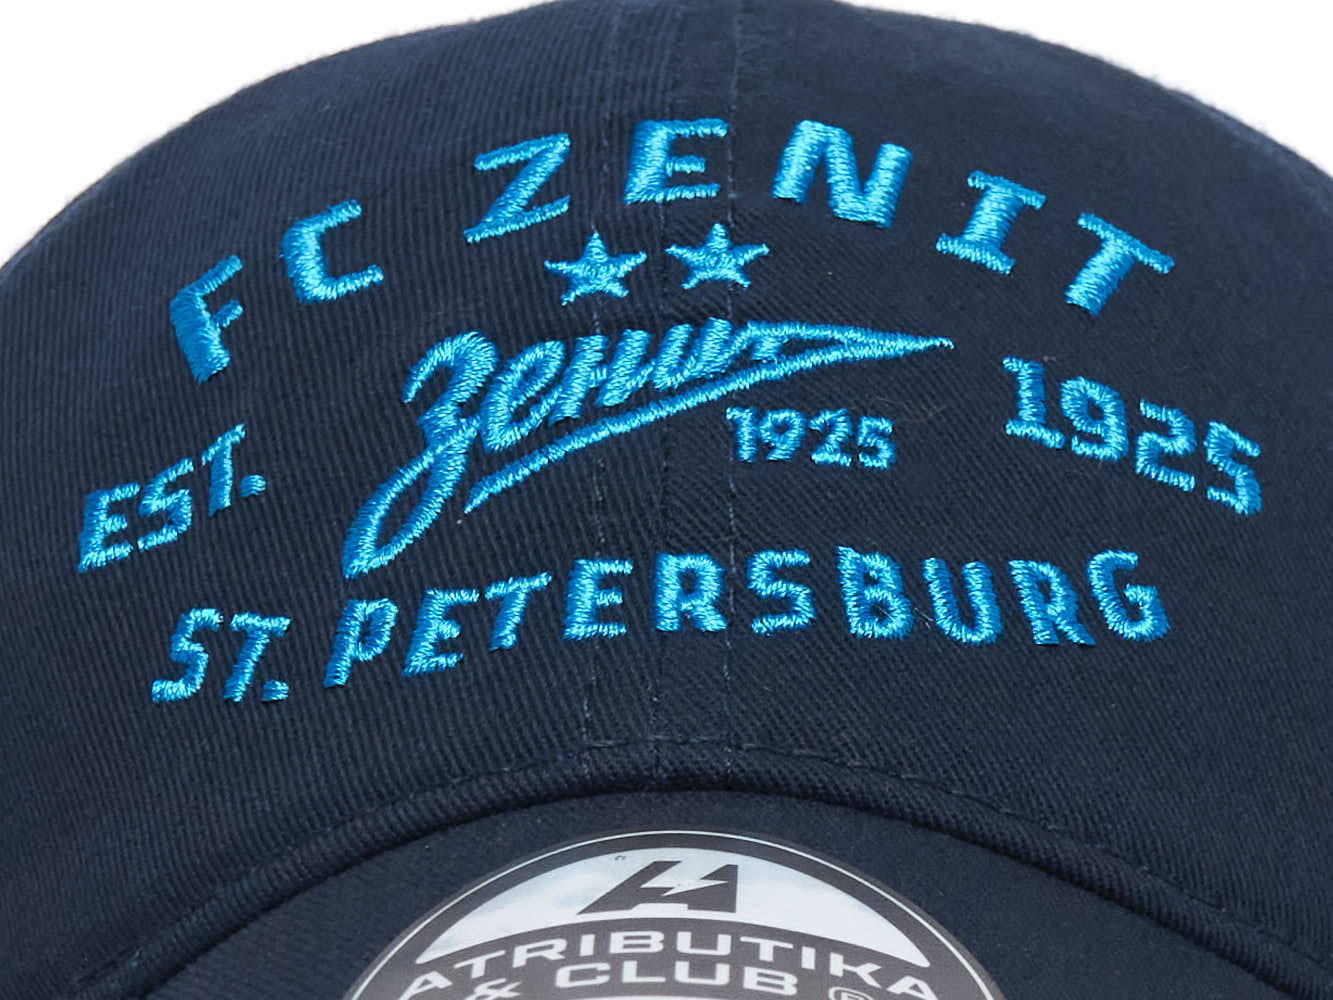 FC ZENIT
Зенит
1925
EST.
1925
ST. PETERSBURG
ATRIBUTIKA
& CLUB ®